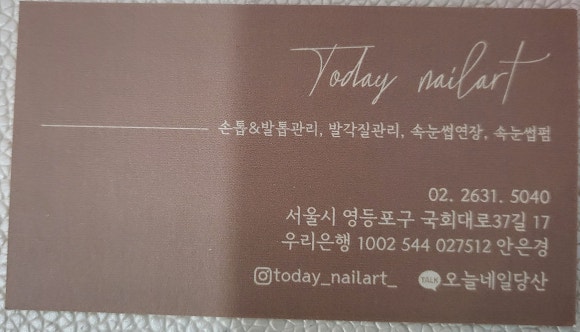 Today nailart
손톱&발톱관리, 발각질관리, 속눈썹연장, 속눈썹펌
02. 2631. 5040
서울시 영등포구 국회대로37길 17
우리은행 1002 544 027512 안은경
today_nailart_ TALK 오늘네일당산